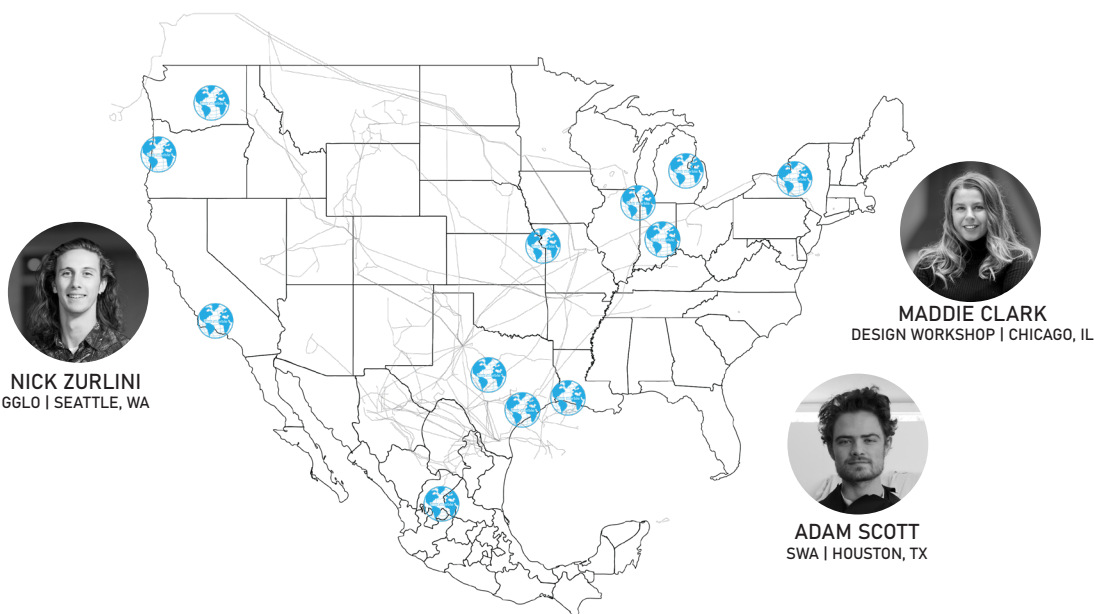 NICK ZURLINI
GGLO | SEATTLE, WA
MADDIE CLARK
DESIGN WORKSHOP | CHICAGO, IL
ADAM SCOTT
SWA | HOUSTON, TX